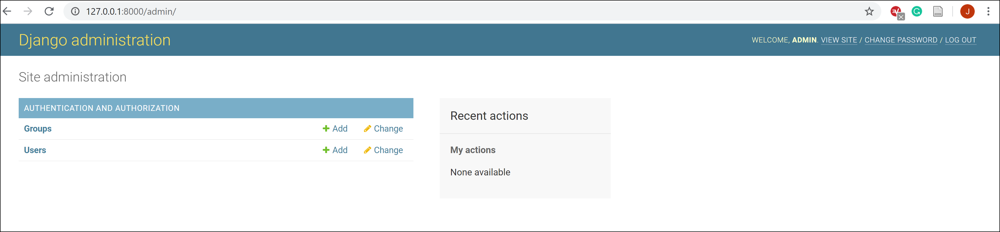 127.0.0.1:8000/admin/
J
Django administration
WELCOME, ADMIN. VIEW SITE / CHANGE PASSWORD / LOG OUT
Site administration
AUTHENTICATION AND AUTHORIZATION
Groups Add Change
Users Add Change
Recent actions
My actions
None available